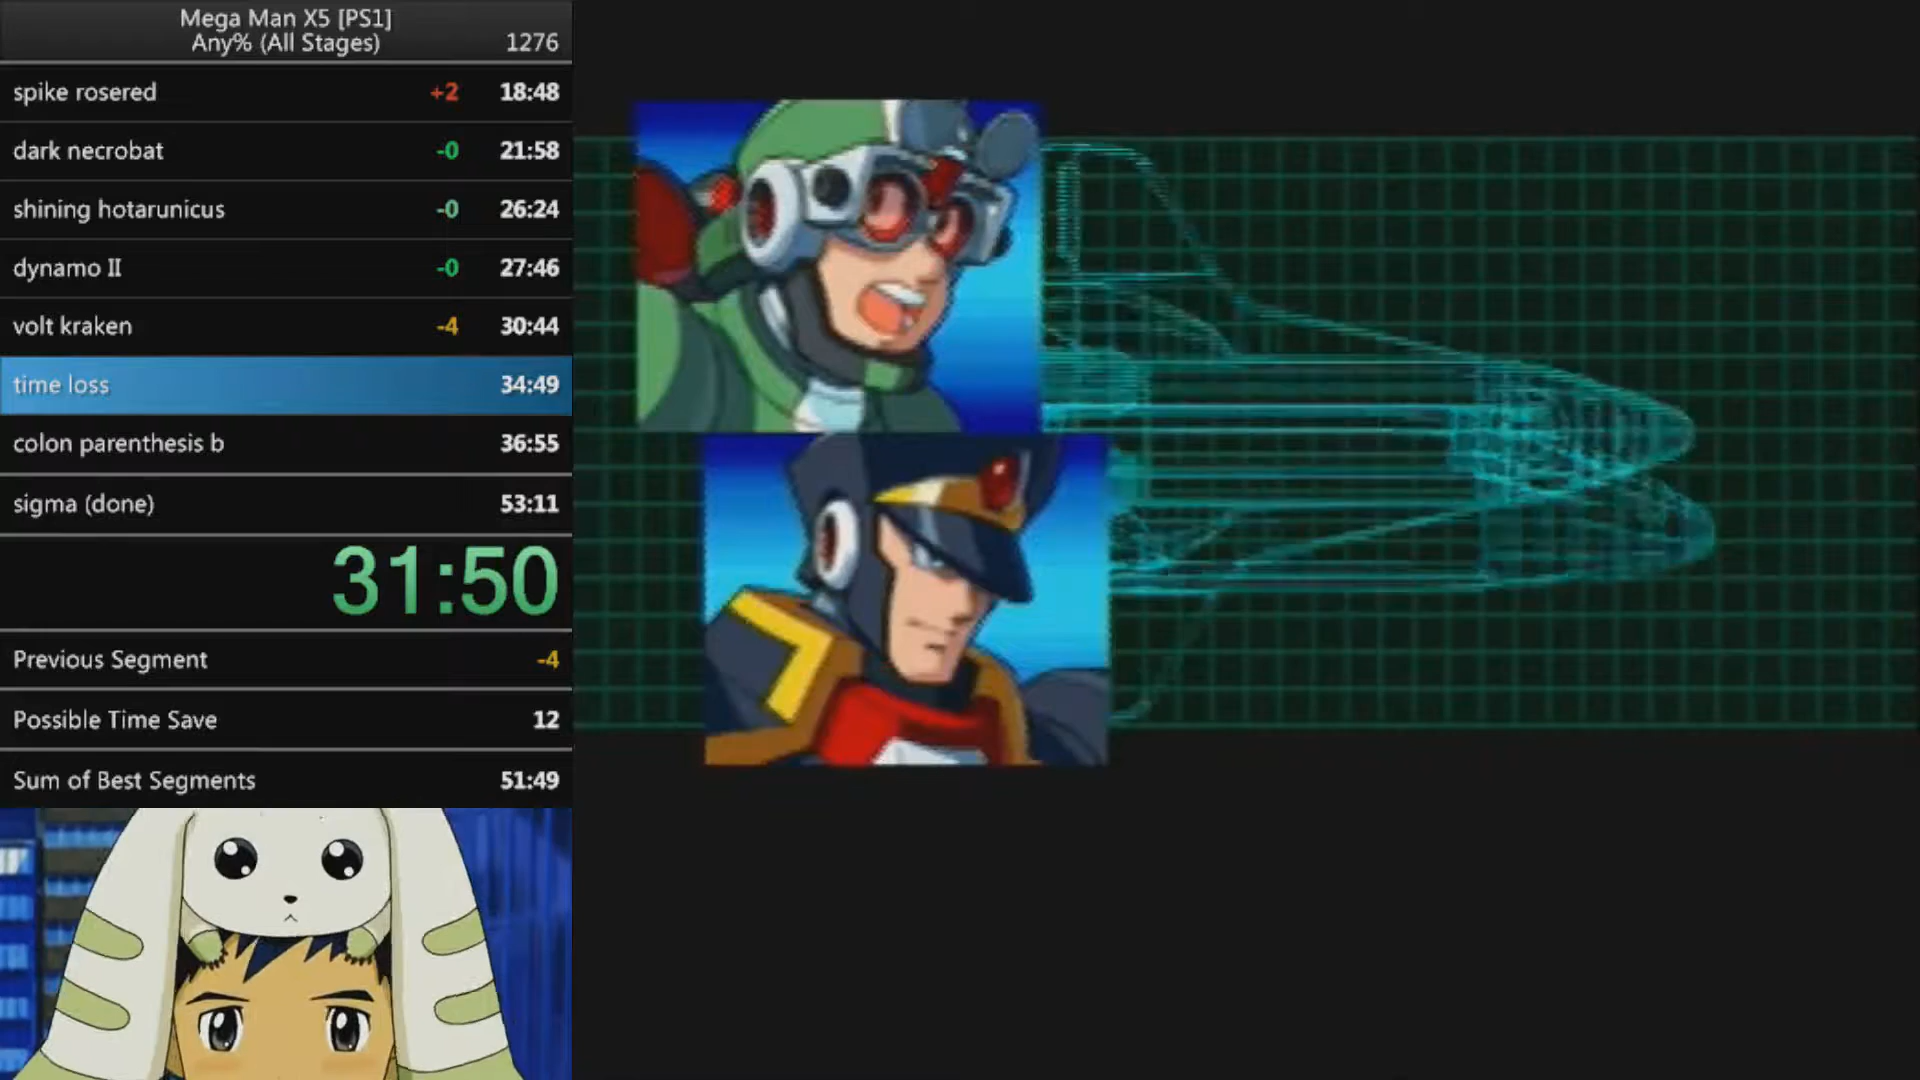 Mega Man X5 [PS1]
Any% (All Stages) 1276
spike rosered +2 18:48
dark necrobat -0 21:58
shining hotarunicus -0 26:24
dynamo II -0 27:46
volt kraken -4 30:44
time loss 34:49
colon parenthesis b 36:55
sigma (done) 53:11
31:50
Previous Segment -4
Possible Time Save 12
Sum of Best Segments 51:49